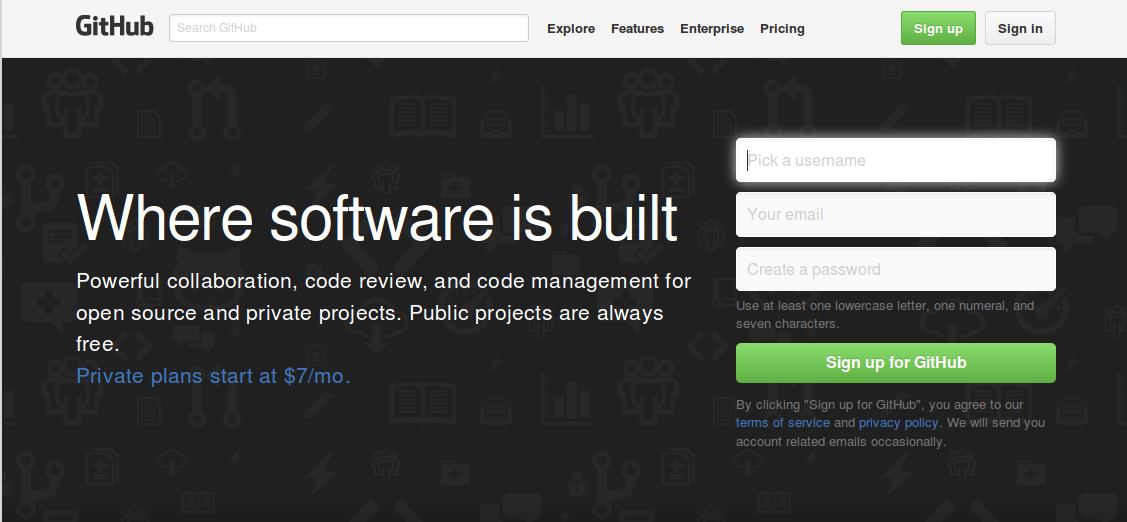 GitHub
Search GitHub
Explore
Features
Enterprise
Pricing
Sign up
Sign in
Where software is built
Powerful collaboration, code review, and code management for
open source and private projects. Public projects are always
free.
Private plans start at $7/mo.
Pick a username
Your email
Create a password
Use at least one lowercase letter, one numeral, and
seven characters.
Sign up for GitHub
By clicking "Sign up for GitHub", you agree to our
terms of service and privacy policy. We will send you
account related emails occasionally.